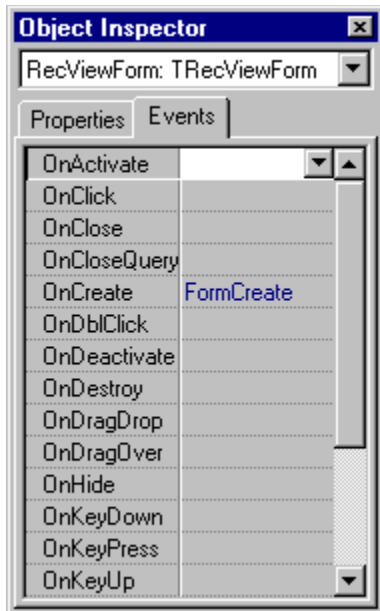 Object Inspector
RecViewForm: TRecViewForm
Properties Events
OnActivate
OnClick
OnClose
OnCloseQuery
OnCreate FormCreate
OnDblClick
OnDeactivate
OnDestroy
OnDragDrop
OnDragOver
OnHide
OnKeyDown
OnKeyPress
OnKeyUp